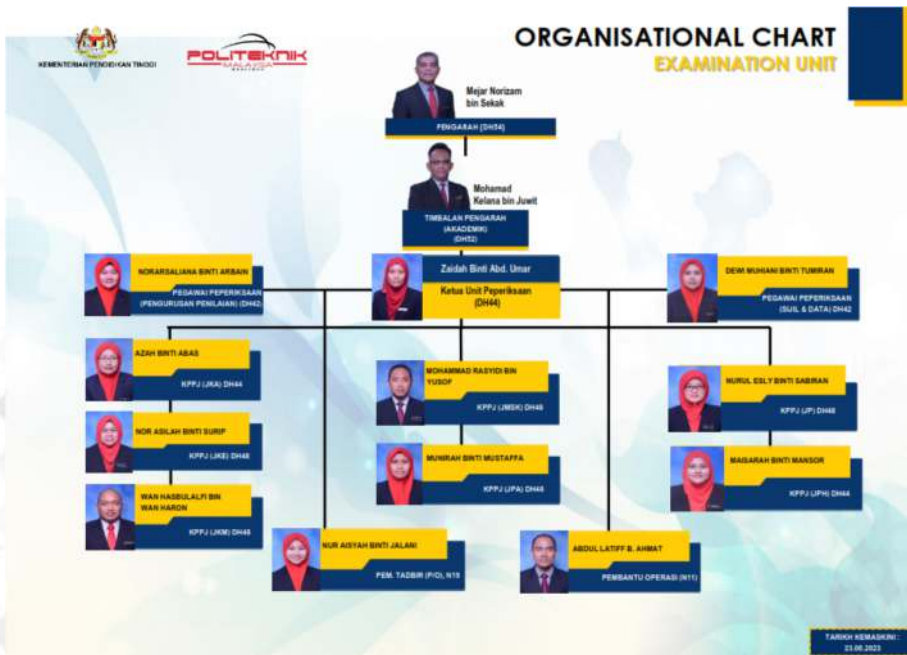 ORGANISATIONAL CHART
EXAMINATION UNIT
KEMENTERIAN PENDIDIKAN TINGGI
POLITEKNIK
MALAYSIA
Mejar Norizam
bin Sekak
PENGARAH (DH54)
Mohamad
Kelana bin Juwit
TIMBALAN PENGARAH
(AKADEMIK)
(DH52)
NORARSALIANA BINTI ARBAIN
PEGAWAI PEPERIKSAAN
(PENGURUSAN PENILAIAN) (DH42)
Zaidah Binti Abd. Umar
Ketua Unit Peperiksaan
(DH44)
DEWI MUHIANI BINTI TUMIRAN
PEGAWAI PEPERIKSAAN
(SIJIL & DATA) DH42
AZAH BINTI ABAS
KPPJ (JKA) DH44
MOHAMMAD RASYIDI BIN
YUSOF
KPPJ (JMSK) DH48
NURUL ESLY BINTI SABIRAN
KPPJ (JP) DH48
NOR ASILAH BINTI SURIP
KPPJ (JKE) DH48
MUNIRAH BINTI MUSTAFFA
KPPJ (JPA) DH48
MAISARAH BINTI MANSOR
KPPJ (JPH) DH44
WAN HASBULALFI BIN
WAN HARON
KPPJ (JKM) DH48
NUR AISYAH BINTI JALANI
PEM. TADBIR (P/O), N19
ABDUL LATIFF B. AHMAT
PEMBANTU OPERASI (N11)
TARIKH KEMASKINI :